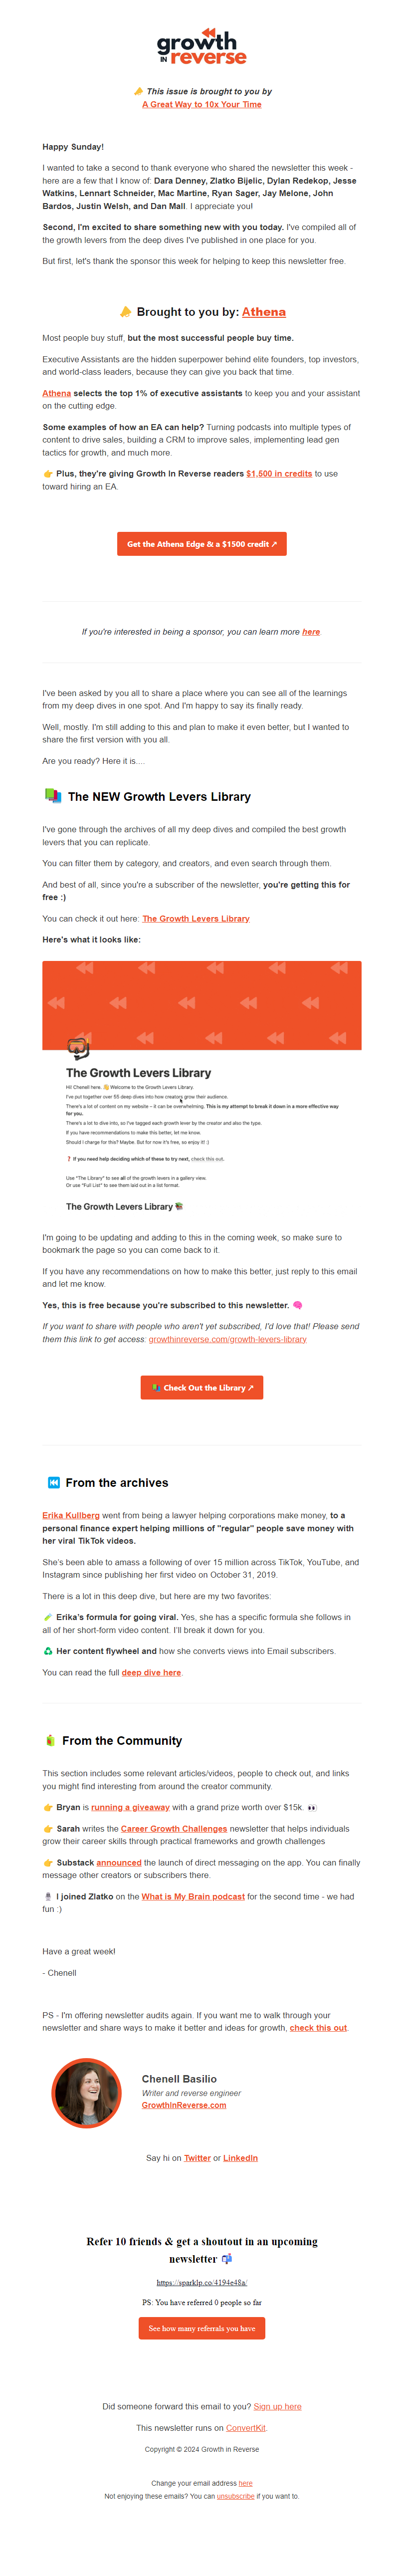 growth
IN reverse
This issue is brought to you by
A Great Way to 10x Your Time
Happy Sunday!
I wanted to take a second to thank everyone who shared the newsletter this week -
here are a few that I know of: Dara Denney, Zlatko Bijelic, Dylan Redekop, Jesse
Watkins, Lennart Schneider, Mac Martine, Ryan Sager, Jay Melone, John
Bardos, Justin Welsh, and Dan Mall. I appreciate you!
Second, I'm excited to share something new with you today. I've compiled all of
the growth levers from the deep dives I've published in one place for you.
But first, let's thank the sponsor this week for helping to keep this newsletter free.
Brought to you by: Athena
Most people buy stuff, but the most successful people buy time.
Executive Assistants are the hidden superpower behind elite founders, top investors,
and world-class leaders, because they can give you back that time.
Athena selects the top 1% of executive assistants to keep you and your assistant
on the cutting edge.
Some examples of how an EA can help? Turning podcasts into multiple types of
content to drive sales, building a CRM to improve sales, implementing lead gen
tactics for growth, and much more.
👉 Plus, they're giving Growth In Reverse readers $1,500 in credits to use
toward hiring an EA.
Get the Athena Edge & a $1500 credit ↗
If you're interested in being a sponsor, you can learn more here.
I've been asked by you all to share a place where you can see all of the learnings
from my deep dives in one spot. And I'm happy to say its finally ready.
Well, mostly. I'm still adding to this and plan to make it even better, but I wanted to
share the first version with you all.
Are you ready? Here it is....
📚 The NEW Growth Levers Library
I've gone through the archives of all my deep dives and compiled the best growth
levers that you can replicate.
You can filter them by category, and creators, and even search through them.
And best of all, since you're a subscriber of the newsletter, you're getting this for
free :)
You can check it out here: The Growth Levers Library
Here's what it looks like:
The Growth Levers Library
Hi! Chenell here. 👋 Welcome to the Growth Levers Library.
I've put together over 55 deep dives into how creators grow their audience.
There's a lot of content on my website – it can be overwhelming. This is my attempt to break it down in a more effective way
for you.
There's a lot to dive into, so I've tagged each growth lever by the creator and also the type.
If you have recommendations to make this better, let me know.
Should I charge for this? Maybe. But for now it's free, so enjoy it! :)
❓ If you need help deciding which of these to try next, check this out.
Use "The Library" to see all of the growth levers in a gallery view.
Or use "Full List" to see them laid out in a list format.
The Growth Levers Library 📚
I'm going to be updating and adding to this in the coming week, so make sure to
bookmark the page so you can come back to it.
If you have any recommendations on how to make this better, just reply to this email
and let me know.
Yes, this is free because you're subscribed to this newsletter. 🧠
If you want to share with people who aren't yet subscribed, I'd love that! Please send
them this link to get access: growthinreverse.com/growth-levers-library
📚 Check Out the Library ↗
⏮️ From the archives
Erika Kullberg went from being a lawyer helping corporations make money, to a
personal finance expert helping millions of "regular" people save money with
her viral TikTok videos.
She's been able to amass a following of over 15 million across TikTok, YouTube, and
Instagram since publishing her first video on October 31, 2019.
There is a lot in this deep dive, but here are my two favorites:
🧪 Erika's formula for going viral. Yes, she has a specific formula she follows in
all of her short-form video content. I'll break it down for you.
♻️ Her content flywheel and how she converts views into Email subscribers.
You can read the full deep dive here.
From the Community
This section includes some relevant articles/videos, people to check out, and links
you might find interesting from around the creator community.
👉 Bryan is running a giveaway with a grand prize worth over $15k. 👀
👉 Sarah writes the Career Growth Challenges newsletter that helps individuals
grow their career skills through practical frameworks and growth challenges
👉 Substack announced the launch of direct messaging on the app. You can finally
message other creators or subscribers there.
🎙️ I joined Zlatko on the What is My Brain podcast for the second time - we had
fun :)
Have a great week!
- Chenell
PS - I'm offering newsletter audits again. If you want me to walk through your
newsletter and share ways to make it better and ideas for growth, check this out.
Chenell Basilio
Writer and reverse engineer
GrowthInReverse.com
Say hi on Twitter or LinkedIn
Refer 10 friends & get a shoutout in an upcoming
newsletter 📬
https://sparklp.co/4194e48a/
PS: You have referred 0 people so far
See how many referrals you have
Did someone forward this email to you? Sign up here
This newsletter runs on ConvertKit.
Copyright © 2024 Growth in Reverse
Change your email address here
Not enjoying these emails? You can unsubscribe if you want to.